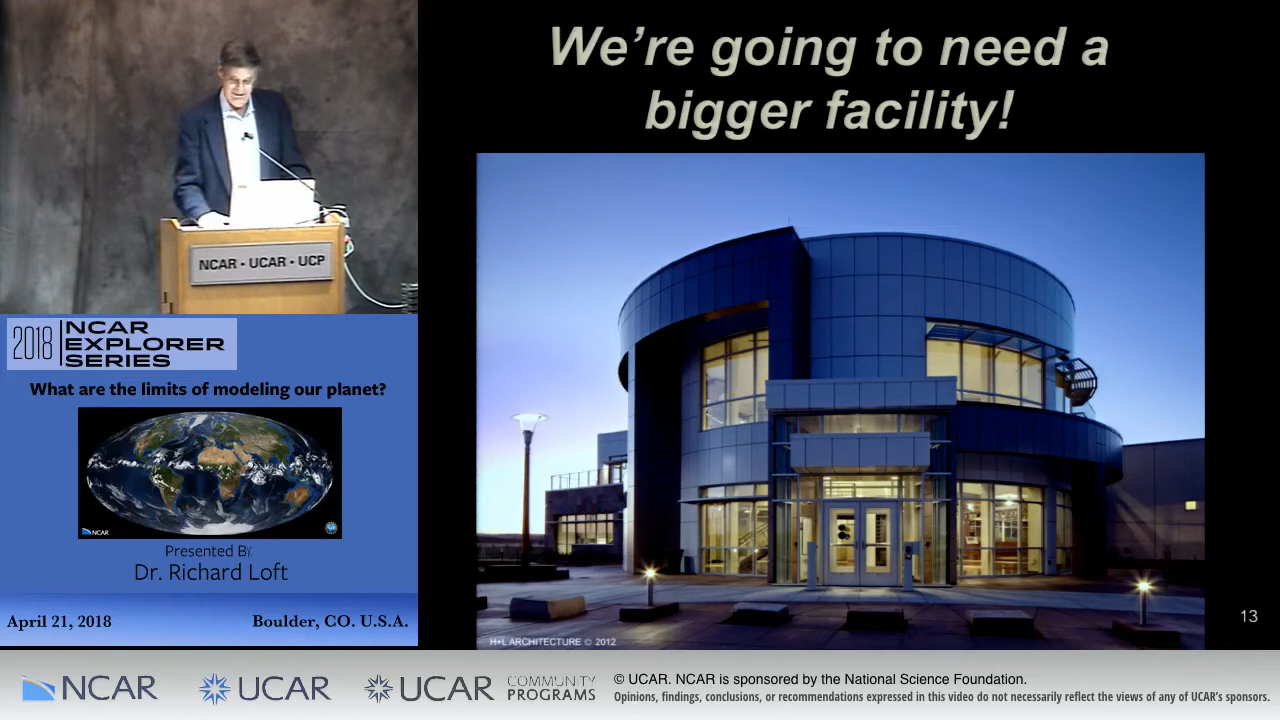 We're going to need a
bigger facility!
NCAR • UCAR • UCP
2018 NCAR
EXPLORER
SERIES
What are the limits of modeling our planet?
NCAR
Presented By
Dr. Richard Loft
April 21, 2018
Boulder, CO. U.S.A.
H+L ARCHITECTURE © 2012
13
NCAR
UCAR
UCAR
COMMUNITY
PROGRAMS
© UCAR. NCAR is sponsored by the National Science Foundation.
Opinions, findings, conclusions, or recommendations expressed in this video do not necessarily reflect the views of any of UCAR's sponsors.